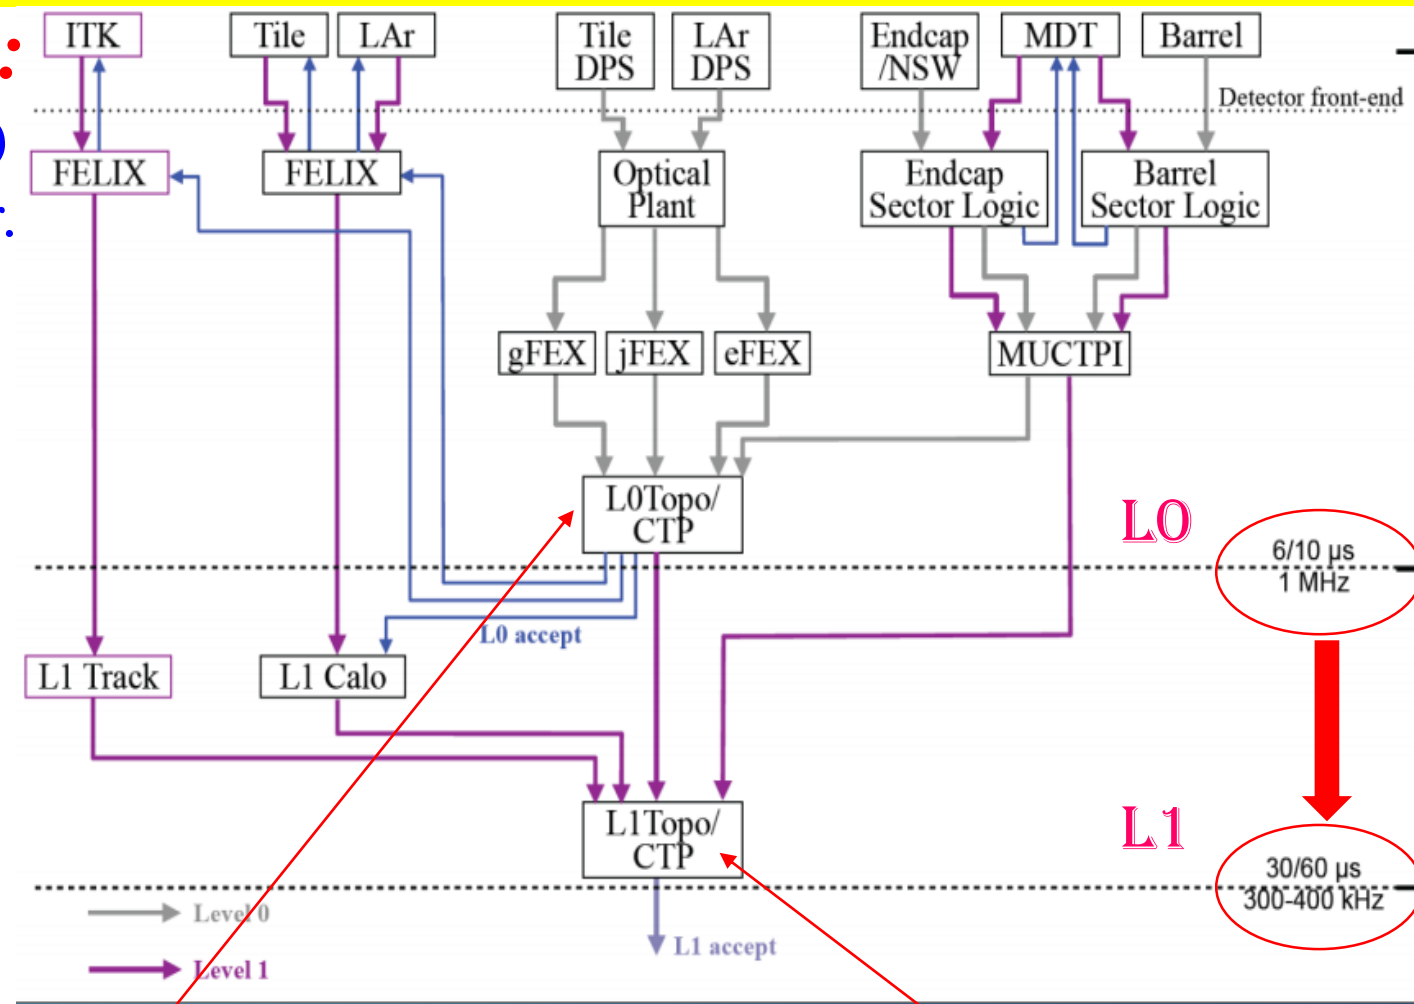 ITK
Tile
LAr
Tile
DPS
LAr
DPS
Endcap
/NSW
MDT
Barrel
Detector front-end
FELIX
FELIX
Optical
Plant
Endcap
Sector Logic
Barrel
Sector Logic
gFEX
jFEX
eFEX
MUCTPI
L0Topo/
CTP
L0
6/10 µs
1 MHz
L0 accept
L1 Track
L1 Calo
L1Topo/
CTP
L1
30/60 µs
300-400 kHz
Level 0
L1 accept
Level 1